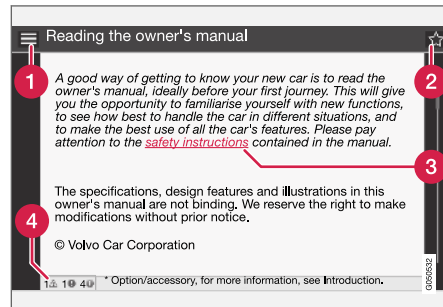 Reading the owner's manual
1
2
A good way of getting to know your new car is to read the
owner's manual, ideally before your first journey. This will give
you the opportunity to familiarise yourself with new functions,
to see how best to handle the car in different situations, and
to make the best use of all the car's features. Please pay
attention to the safety instructions contained in the manual.
3
The specifications, design features and illustrations in this
owner's manual are not binding. We reserve the right to make
modifications without prior notice.
© Volvo Car Corporation
4
1 1 4 * Option/accessory, for more information, see Introduction.
G050532